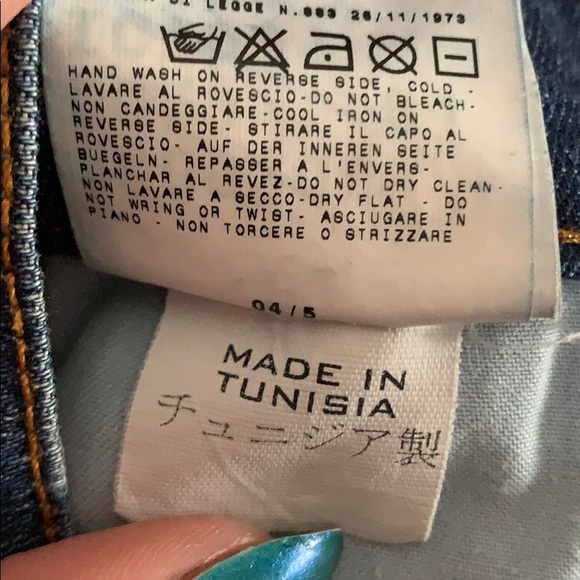 DI LEGGE N.883 26/11/1973
HAND WASH ON REVERSE SIDE, COLD -
LAVARE AL ROVESCIO-DO NOT BLEACH-
NON CANDEGGIARE-COOL IRON ON
REVERSE SIDE- STIRARE IL CAPO AL
ROVESCIO- AUF DER INNEREN SEITE
BUEGELN- REPASSER A L'ENVERS-
PLANCHAR AL REVEZ-DO NOT DRY CLEAN-
NON LAVARE A SECCO-DRY FLAT - DO
NOT WRING OR TWIST- ASCIUGARE IN
PIANO - NON TORCERE O STRIZZARE
04/5
MADE IN
TUNISIA
チュニジア製